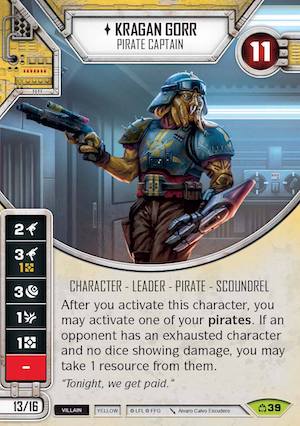 KRAGAN GORR
PIRATE CAPTAIN
11
2
3
1
3
1
1
-
CHARACTER - LEADER - PIRATE - SCOUNDREL
After you activate this character, you
may activate one of your pirates. If an
opponent has an exhausted character
and no dice showing damage, you may
take 1 resource from them.
"Tonight, we get paid."
13/16
VILLAIN
YELLOW
© LFL © FFG
Alvaro Calvo Escudero
39